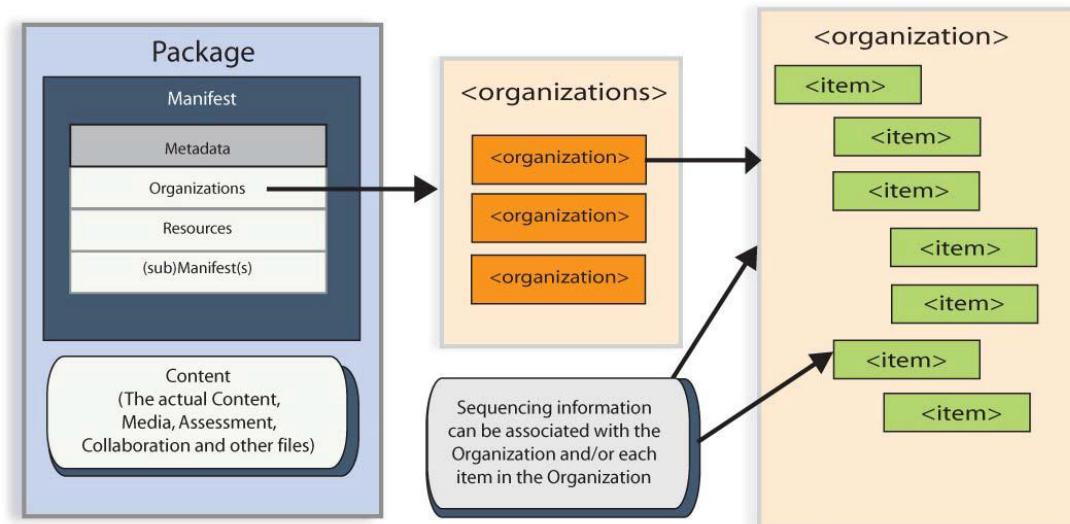 Package
Manifest
Metadata
Organizations
Resources
(sub)Manifest(s)
Content
(The actual Content,
Media, Assessment,
Collaboration and other files)
<organizations>
<organization>
<organization>
<organization>
Sequencing information
can be associated with the
Organization and/or each
item in the Organization
<organization>
<item>
<item>
<item>
<item>
<item>
<item>
<item>